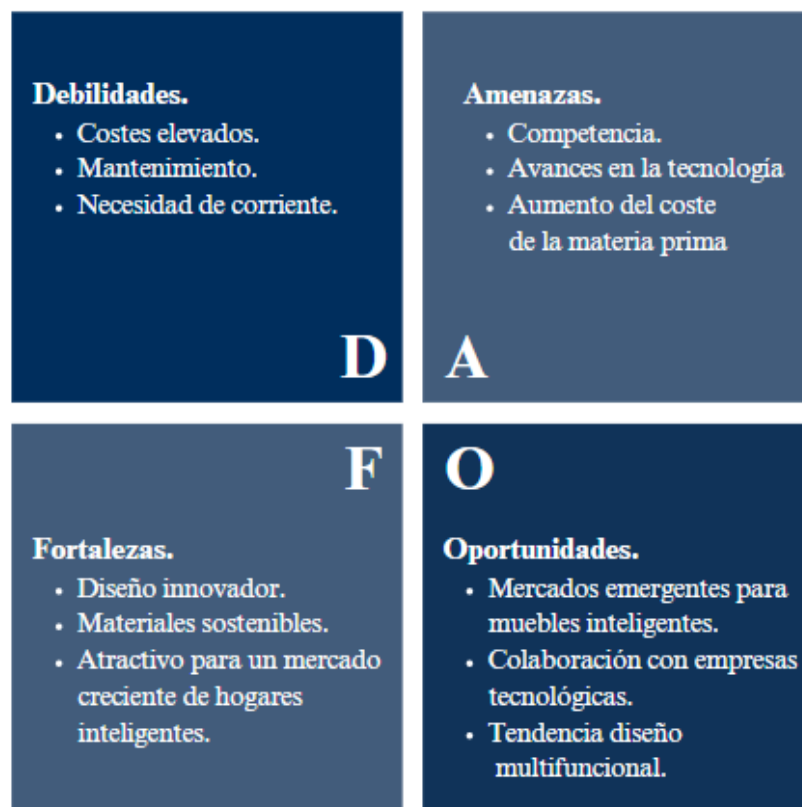 Debilidades.
• Costes elevados.
• Mantenimiento.
• Necesidad de corriente.
D
Amenazas.
• Competencia.
• Avances en la tecnología
• Aumento del coste
de la materia prima
A
F
Fortalezas.
• Diseño innovador.
• Materiales sostenibles.
• Atractivo para un mercado
creciente de hogares
inteligentes.
O
Oportunidades.
• Mercados emergentes para
muebles inteligentes.
• Colaboración con empresas
tecnológicas.
• Tendencia diseño
multifuncional.